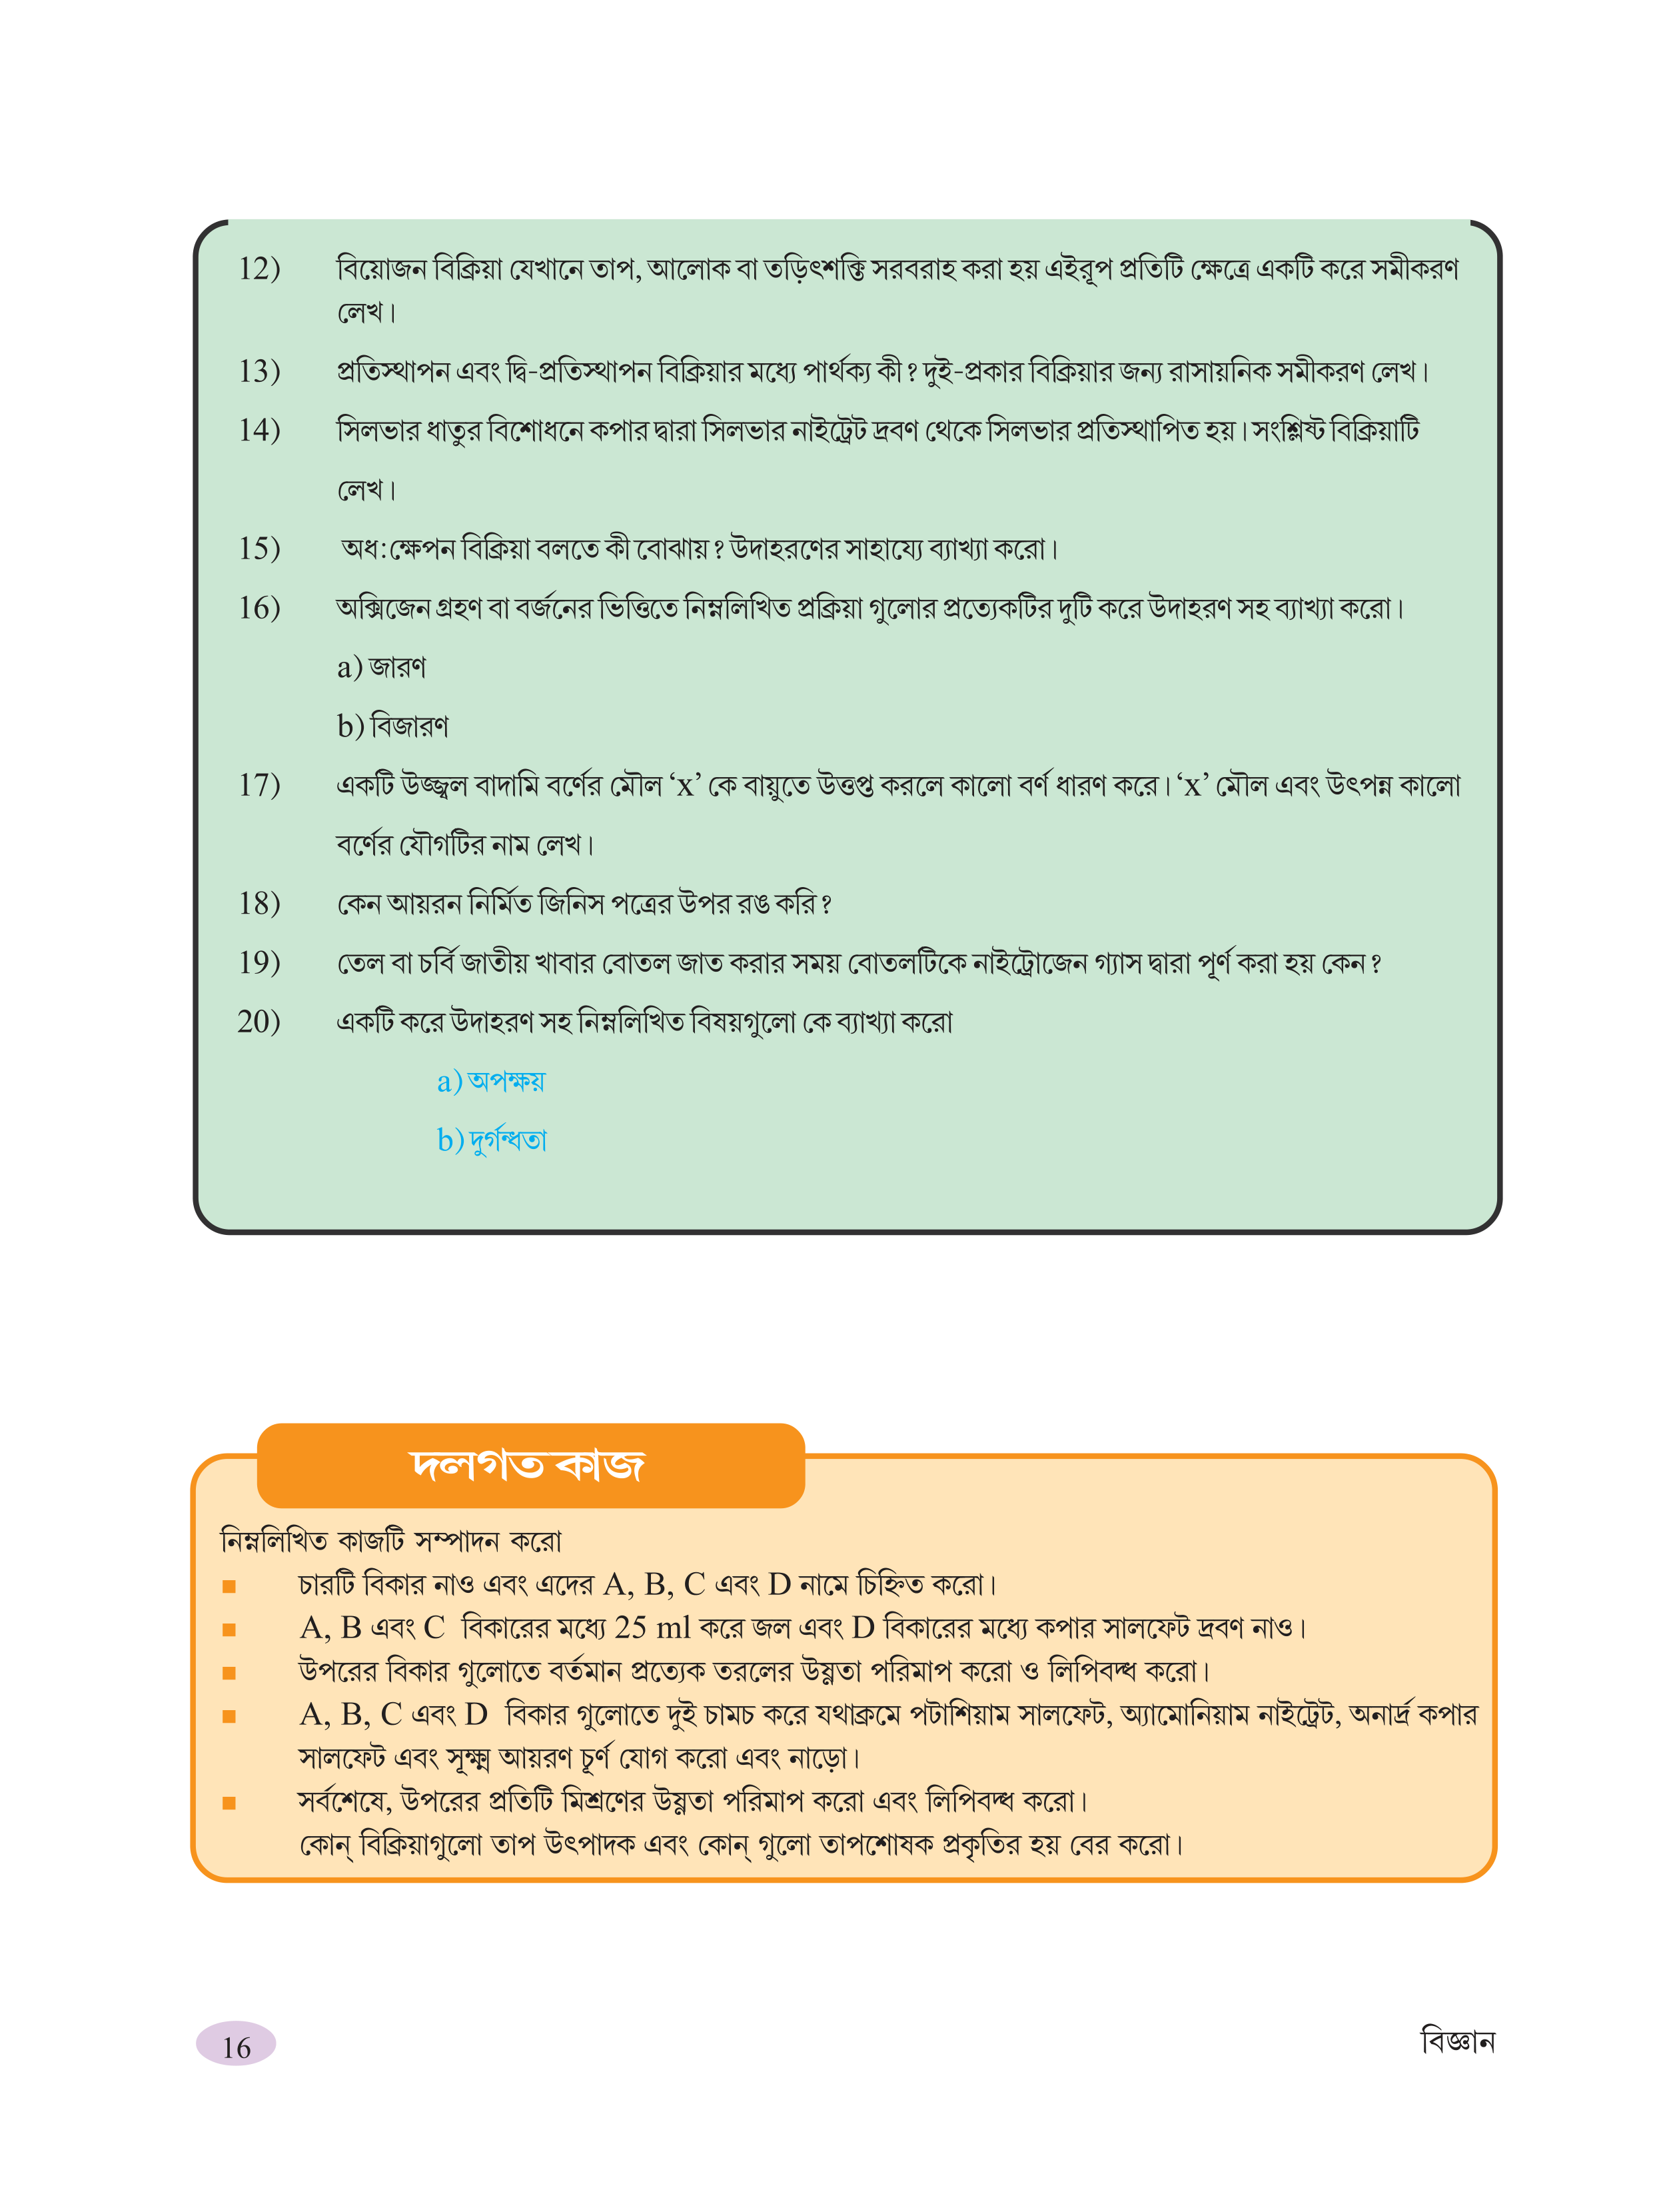 12) বিয়োজন বিক্রিয়া যেখানে তাপ, আলোক বা তড়িৎশক্তি সরবরাহ করা হয় এইরূপ প্রতিটি ক্ষেত্রে একটি করে সমীকরণ
লেখ।
13) প্রতিস্থাপন এবং দ্বি-প্রতিস্থাপন বিক্রিয়ার মধ্যে পার্থক্য কী? দুই-প্রকার বিক্রিয়ার জন্য রাসায়নিক সমীকরণ লেখ।
14) সিলভার ধাতুর বিশোধনে কপার দ্বারা সিলভার নাইট্রেট দ্রবণ থেকে সিলভার প্রতিস্থাপিত হয়। সংশ্লিষ্ট বিক্রিয়াটি
লেখ।
15) অধ:ক্ষেপন বিক্রিয়া বলতে কী বোঝায়? উদাহরণের সাহায্যে ব্যাখ্যা করো।
16) অক্সিজেন গ্রহণ বা বর্জনের ভিত্তিতে নিম্নলিখিত প্রক্রিয়া গুলোর প্রত্যেকটির দুটি করে উদাহরণ সহ ব্যাখ্যা করো।
a) জারণ
b) বিজারণ
17) একটি উজ্জ্বল বাদামি বর্ণের মৌল ‘x’ কে বায়ুতে উত্তপ্ত করলে কালো বর্ণ ধারণ করে। ‘x’ মৌল এবং উৎপন্ন কালো
বর্ণের যৌগটির নাম লেখ।
18) কেন আয়রন নির্মিত জিনিস পত্রের উপর রঙ করি?
19) তেল বা চর্বি জাতীয় খাবার বোতল জাত করার সময় বোতলটিকে নাইট্রোজেন গ্যাস দ্বারা পূর্ণ করা হয় কেন?
20) একটি করে উদাহরণ সহ নিম্নলিখিত বিষয়গুলো কে ব্যাখ্যা করো
a) অপক্ষয়
b) দুর্গন্ধতা
দলগত কাজ
নিম্নলিখিত কাজটি সম্পাদন করো
■ চারটি বিকার নাও এবং এদের A, B, C এবং D নামে চিহ্নিত করো।
■ A, B এবং C বিকারের মধ্যে 25 ml করে জল এবং D বিকারের মধ্যে কপার সালফেট দ্রবণ নাও।
■ উপরের বিকার গুলোতে বর্তমান প্রত্যেক তরলের উষ্ণতা পরিমাপ করো ও লিপিবদ্ধ করো।
■ A, B, C এবং D বিকার গুলোতে দুই চামচ করে যথাক্রমে পটাশিয়াম সালফেট, অ্যামোনিয়াম নাইট্রেট, অনার্দ্র কপার
সালফেট এবং সূক্ষ্ম আয়রণ চূর্ণ যোগ করো এবং নাড়ো।
■ সর্বশেষে, উপরের প্রতিটি মিশ্রণের উষ্ণতা পরিমাপ করো এবং লিপিবদ্ধ করো।
কোন্ বিক্রিয়াগুলো তাপ উৎপাদক এবং কোন্ গুলো তাপশোষক প্রকৃতির হয় বের করো।
16
বিজ্ঞান